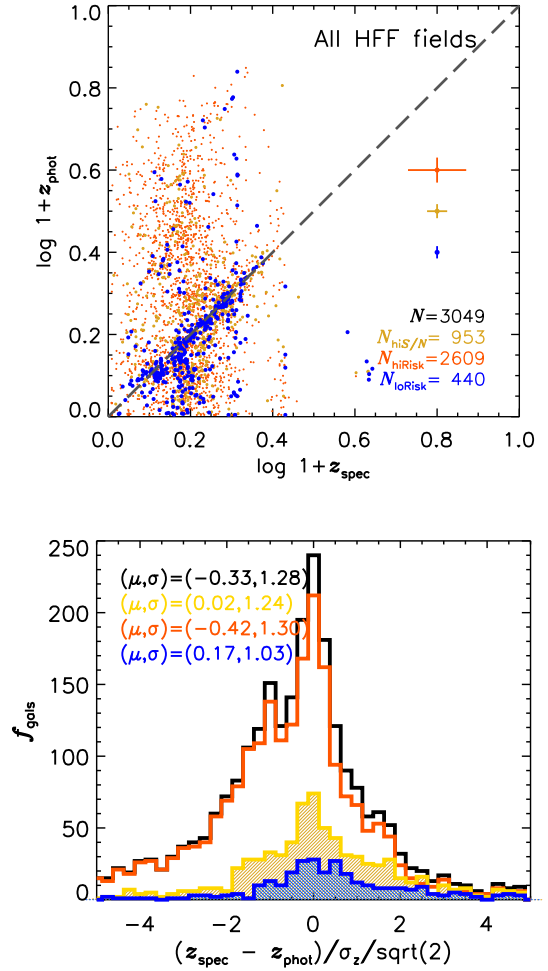 1.0
0.8
0.6
0.4
0.2
0.0
log 1+z_phot
All HFF fields
N=3049
N_hiS/N= 953
N_hiRisk=2609
N_loRisk= 440
0.0 0.2 0.4 0.6 0.8 1.0
log 1+z_spec
250
200
150
100
50
0
f_gals
(μ,σ)=(−0.33,1.28)
(μ,σ)=(0.02,1.24)
(μ,σ)=(−0.42,1.30)
(μ,σ)=(0.17,1.03)
−4 −2 0 2 4
(z_spec − z_phot)/σ_z/sqrt(2)